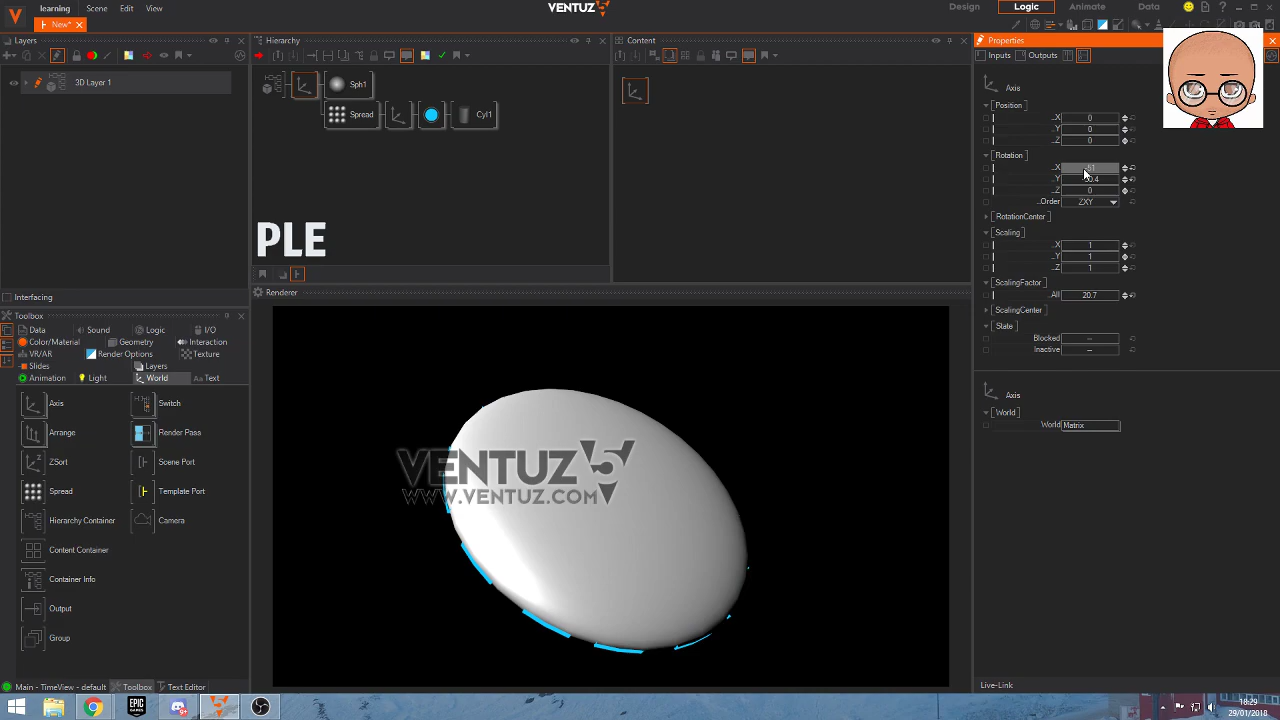 learning Scene Edit View VENTUZ 5 Design Logic Animate Data
New*
Layers Hierarchy Content Properties
Inputs Outputs
3D Layer 1 Sph1 Axis
Spread Cyl1 Position
X 0
Y 0
Z 0
Rotation
X
Y
Z 0
Order ZXY
RotationCenter
PLE
Scaling
X 1
Y 1
Z 1
ScalingFactor
All 20.7
ScalingCenter
State
Blocked --
Inactive --
Interfacing
Renderer
Toolbox
Data Sound Logic I/O
Color/Material Geometry Interaction
VR/AR Render Options Texture
Slides Layers
Animation Light World Text
Axis Switch
Arrange Render Pass
ZSort Scene Port
Spread Template Port
Hierarchy Container Camera
Content Container
Container Info
Output
Group
Axis
World
World Matrix
VENTUZ 5
WWW.VENTUZ.COM
Live-Link
Main - TimeView - default Toolbox Text Editor
EPIC GAMES
18:29
29/01/2018